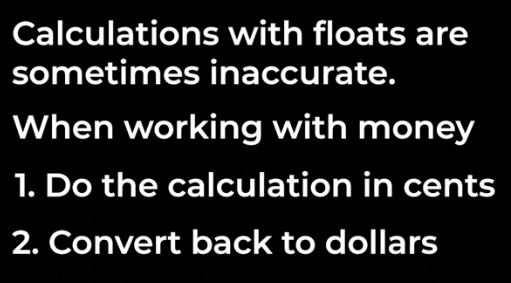 Calculations with floats are
sometimes inaccurate.
When working with money
1. Do the calculation in cents
2. Convert back to dollars